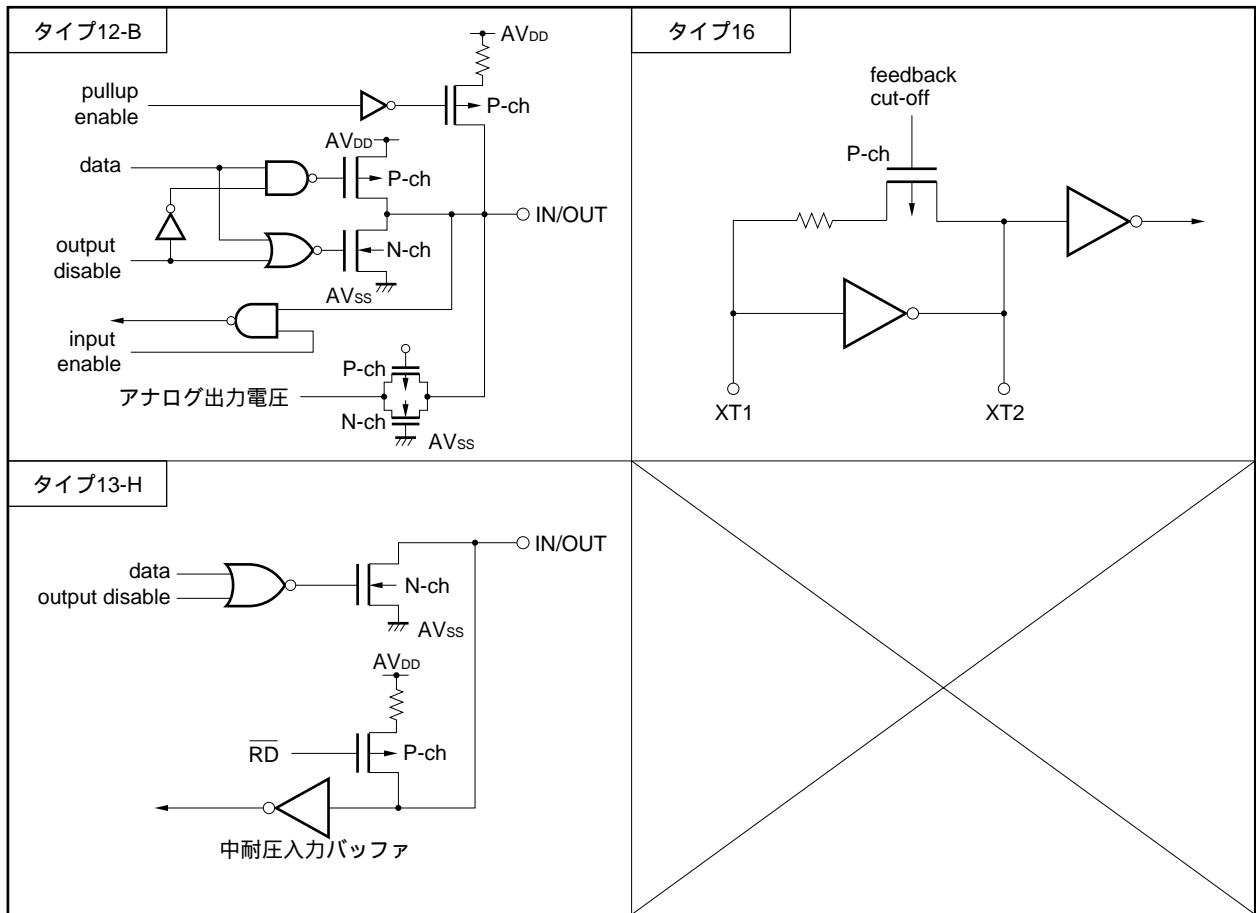 タイプ12-B
AVDD
pullup
enable
P-ch
AVDD
data
P-ch
IN/OUT
output
disable
N-ch
AVSS
input
enable
P-ch
アナログ出力電圧
N-ch
AVSS
タイプ16
feedback
cut-off
P-ch
XT1
XT2
タイプ13-H
IN/OUT
data
output disable
N-ch
AVSS
AVDD
RD
P-ch
中耐圧入力バッファ